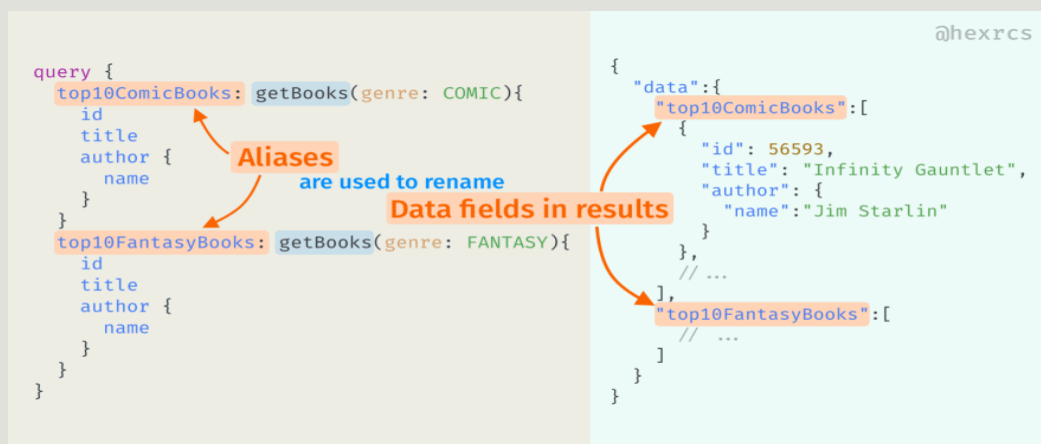 query {
top10ComicBooks: getBooks(genre: COMIC){
id
title
author {
name
}
}
top10FantasyBooks: getBooks(genre: FANTASY){
id
title
author {
name
}
}
}
Aliases
are used to rename
Data fields in results
@hexrcs
{
"data":{
"top10ComicBooks":[
{
"id": 56593,
"title": "Infinity Gauntlet",
"author": {
"name":"Jim Starlin"
}
},
// ...
],
"top10FantasyBooks":[
// ...
]
}
}